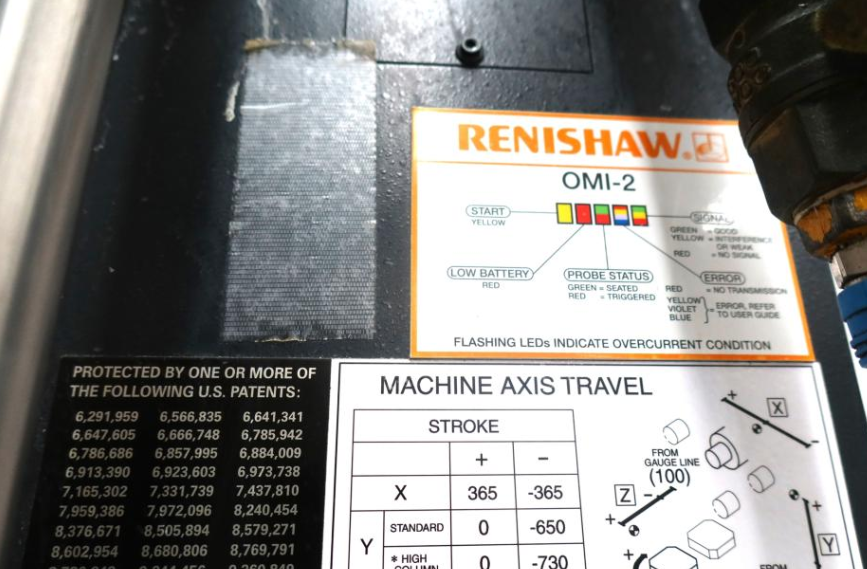 RENISHAW.
OMI-2
START
YELLOW
SIGNAL
GREEN = GOOD
YELLOW = INTERFERENCE
OR WEAK
RED = NO SIGNAL
LOW BATTERY
RED
PROBE STATUS
GREEN = SEATED
RED = TRIGGERED
ERROR
RED = NO TRANSMISSION
YELLOW
VIOLET
BLUE
= ERROR, REFER
TO USER GUIDE
FLASHING LEDs INDICATE OVERCURRENT CONDITION
PROTECTED BY ONE OR MORE OF
THE FOLLOWING U.S. PATENTS:
6,291,959 6,566,835 6,641,341
6,647,605 6,666,748 6,785,942
6,786,686 6,857,995 6,884,009
6,913,390 6,923,603 6,973,738
7,165,302 7,331,739 7,437,810
7,959,386 7,972,096 8,240,454
8,376,671 8,505,894 8,579,271
8,602,954 8,680,806 8,769,791
MACHINE AXIS TRAVEL
STROKE
+ -
X 365 -365
Y STANDARD 0 -650
* HIGH
COLUMN 0 -730
+ X -
FROM
GAUGE LINE
(100)
Z -
+
+
Y
+
FROM